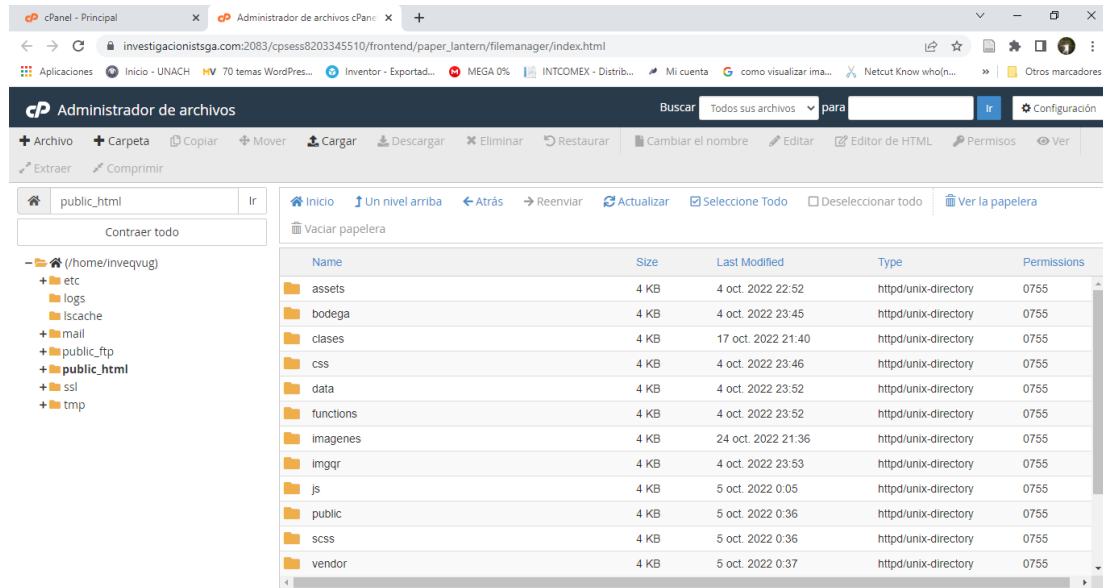 cPanel - Principal
Administrador de archivos cPane
investigacionistsga.com:2083/cpsess8203345510/frontend/paper_lantern/filemanager/index.html
Aplicaciones Inicio - UNACH 70 temas WordPres... Inventor - Exportad... MEGA 0% INTCOMEX - Distrib... Mi cuenta como visualizar ima... Netcut Know who(n... » Otros marcadores
cP Administrador de archivos Buscar Todos sus archivos para Ir Configuración
Archivo Carpeta Copiar Mover Cargar Descargar Eliminar Restaurar Cambiar el nombre Editar Editor de HTML Permisos Ver
Extraer Comprimir
public_html Ir
Contraer todo
(/home/inveqvug)
etc
logs
lscache
mail
public_ftp
public_html
ssl
tmp
Inicio Un nivel arriba Atrás Reenviar Actualizar Seleccione Todo Deseleccionar todo Ver la papelera
Vaciar papelera
Name Size Last Modified Type Permissions
assets 4 KB 4 oct. 2022 22:52 httpd/unix-directory 0755
bodega 4 KB 4 oct. 2022 23:45 httpd/unix-directory 0755
clases 4 KB 17 oct. 2022 21:40 httpd/unix-directory 0755
css 4 KB 4 oct. 2022 23:46 httpd/unix-directory 0755
data 4 KB 4 oct. 2022 23:52 httpd/unix-directory 0755
functions 4 KB 4 oct. 2022 23:52 httpd/unix-directory 0755
imagenes 4 KB 24 oct. 2022 21:36 httpd/unix-directory 0755
imgqr 4 KB 4 oct. 2022 23:53 httpd/unix-directory 0755
js 4 KB 5 oct. 2022 0:05 httpd/unix-directory 0755
public 4 KB 5 oct. 2022 0:36 httpd/unix-directory 0755
scss 4 KB 5 oct. 2022 0:36 httpd/unix-directory 0755
vendor 4 KB 5 oct. 2022 0:37 httpd/unix-directory 0755